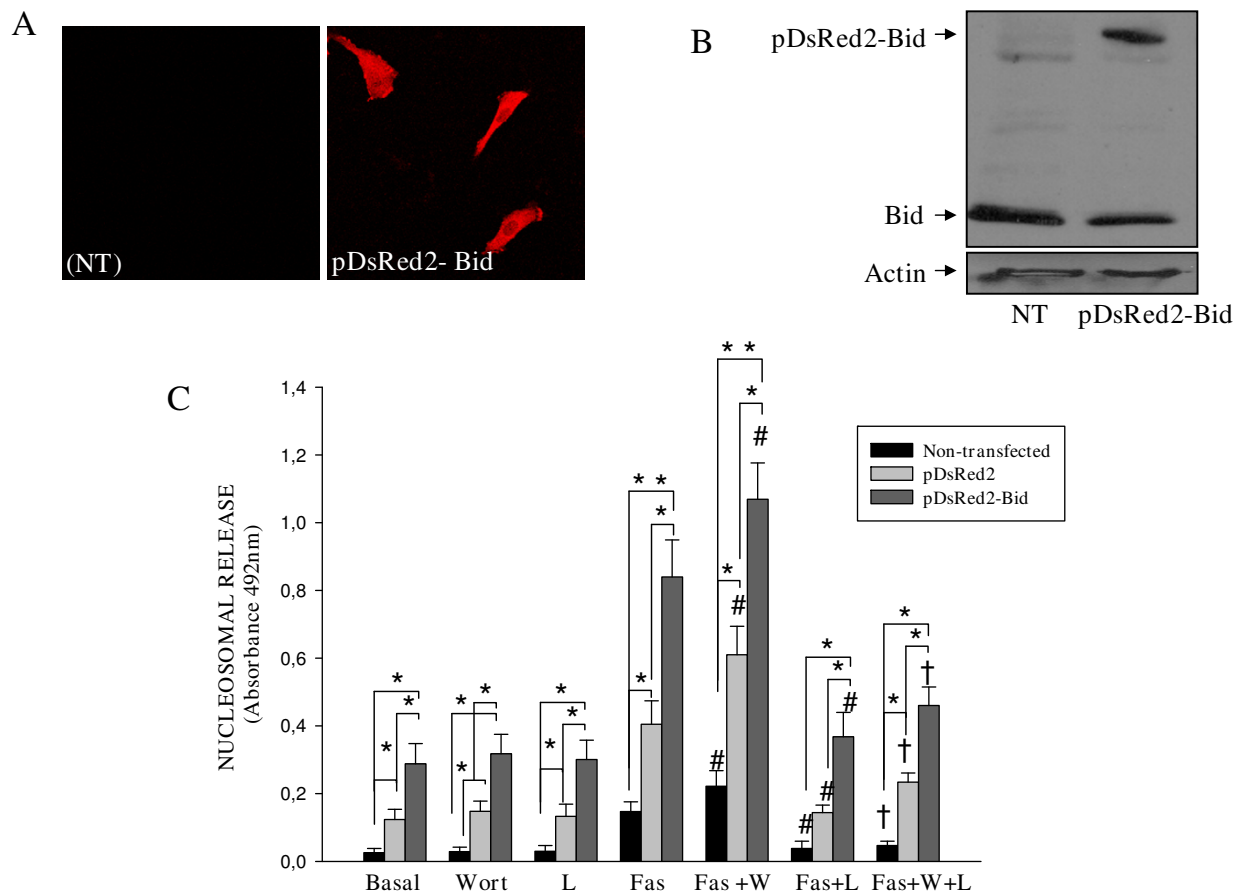 A
(NT)
pDsRed2- Bid
B
pDsRed2-Bid
Bid
Actin
NT pDsRed2-Bid
C
NUCLEOSOMAL RELEASE
(Absorbance 492nm)
1,4
1,2
1,0
0,8
0,6
0,4
0,2
0,0
* * *
* * *
* * *
* * * *
* * * *
# # #
* *
# # #
* * *
† † †
Non-transfected
pDsRed2
pDsRed2-Bid
Basal Wort L Fas Fas +W Fas+L Fas+W+L